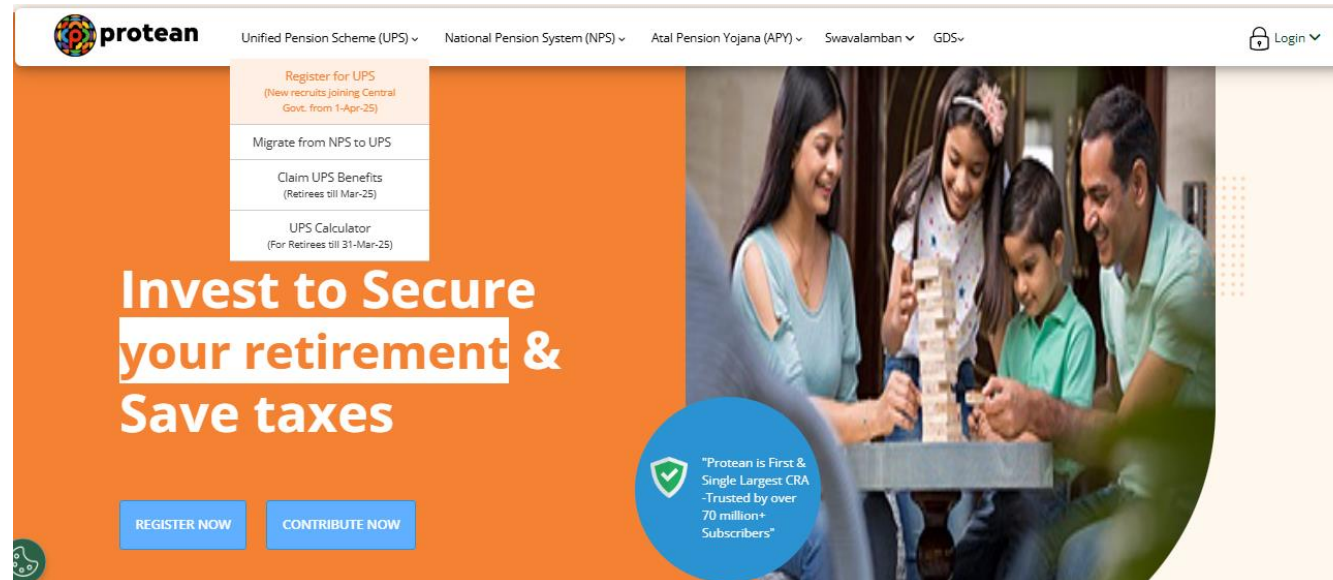 protean
Unified Pension Scheme (UPS)
National Pension System (NPS)
Atal Pension Yojana (APY)
Swavalamban
GDS
Login
Register for UPS
(New recruits joining Central
Govt. from 1-Apr-25)
Migrate from NPS to UPS
Claim UPS Benefits
(Retirees till Mar-25)
UPS Calculator
(For Retirees till 31-Mar-25)
Invest to Secure
your retirement &
Save taxes
REGISTER NOW
CONTRIBUTE NOW
"Protean is First &
Single Largest CRA
-Trusted by over
70 million+
Subscribers"